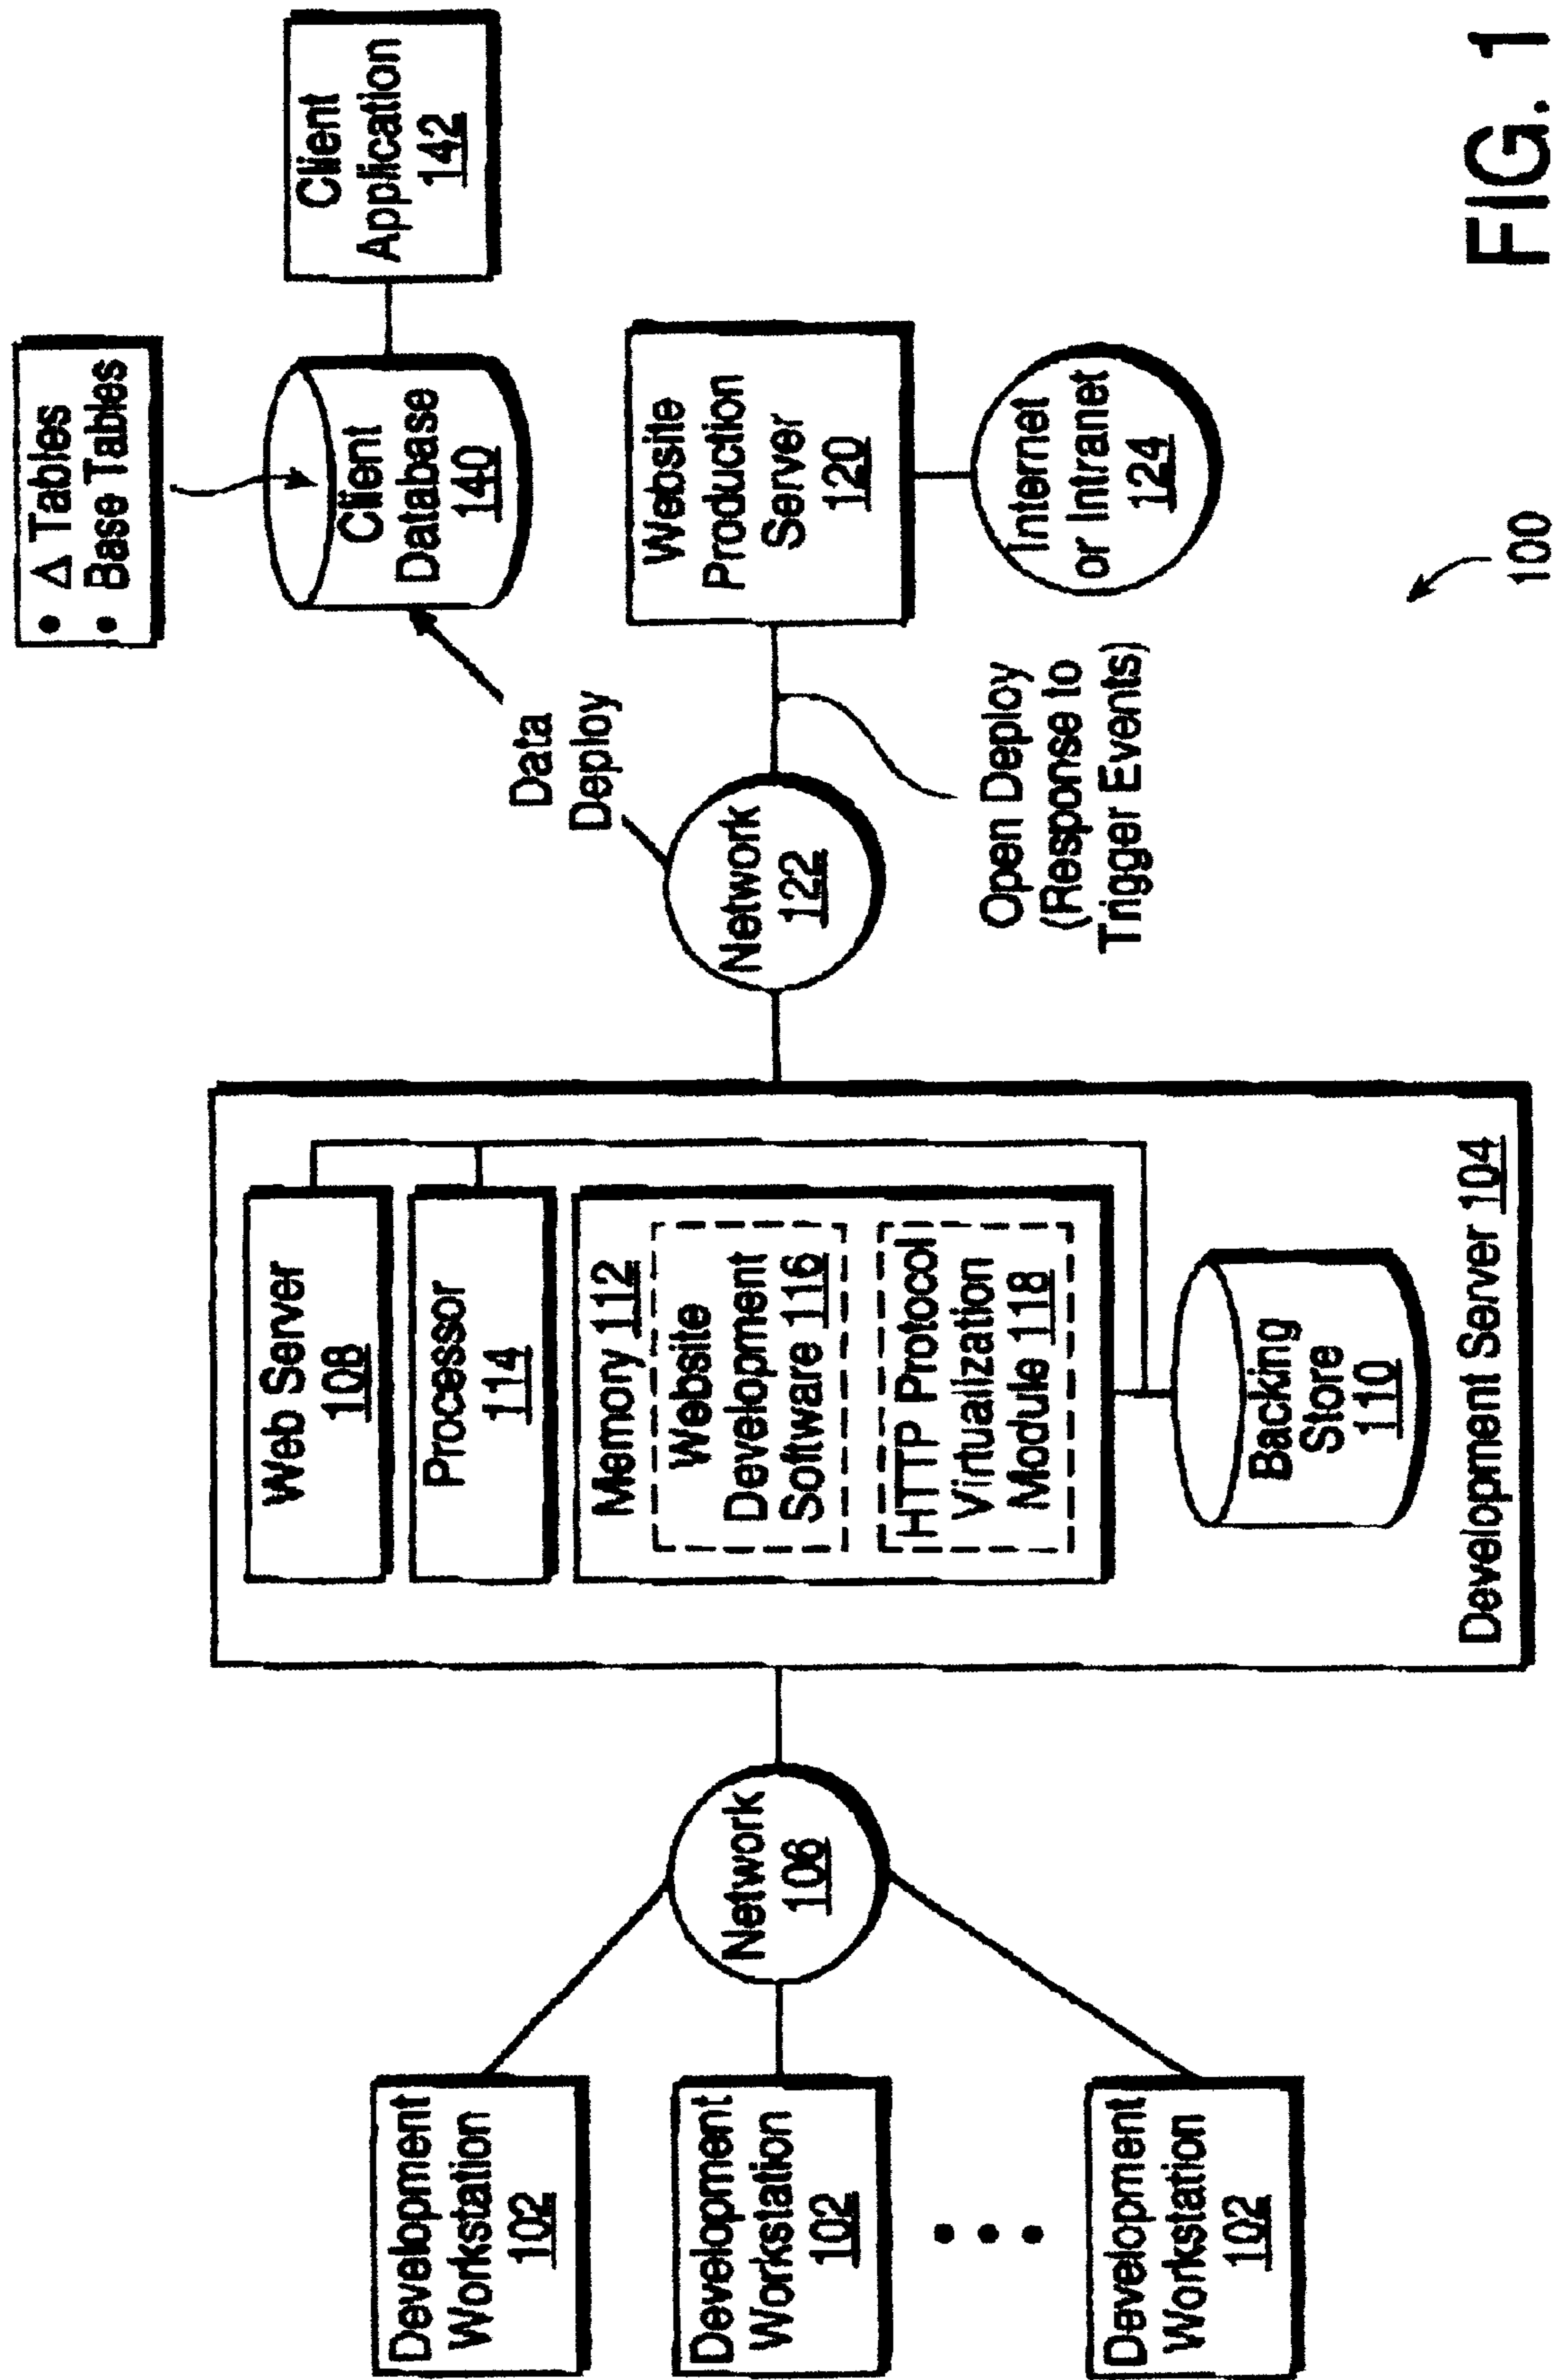 Development
Workstation
102
Development
Workstation
102
Development
Workstation
102
Network
106
Web Server
108
Processor
114
Memory 112
Website
Development
Software 116
HTTP Protocol
Virtualization
Module 118
Backing
Store
110
Development Server 104
Network
122
Data
Deploy
Open Deploy
(Response to
Trigger Events)
• Δ Tables
• Base Tables
Client
Database
140
Client
Application
142
Website
Production
Server
120
Internet
or Intranet
124
100
FIG. 1